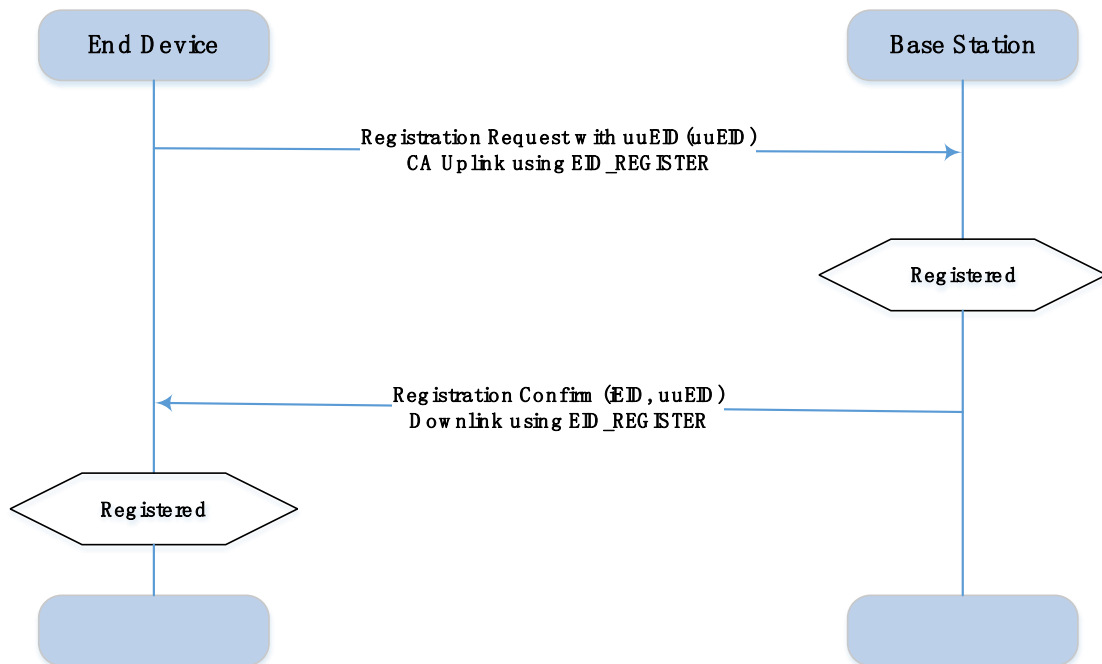 End Device
Base Station
Registration Request with uuEID (uuEID)
CA Uplink using EID_REGISTER
Registered
Registration Confirm (iEID, uuEID)
Downlink using EID_REGISTER
Registered